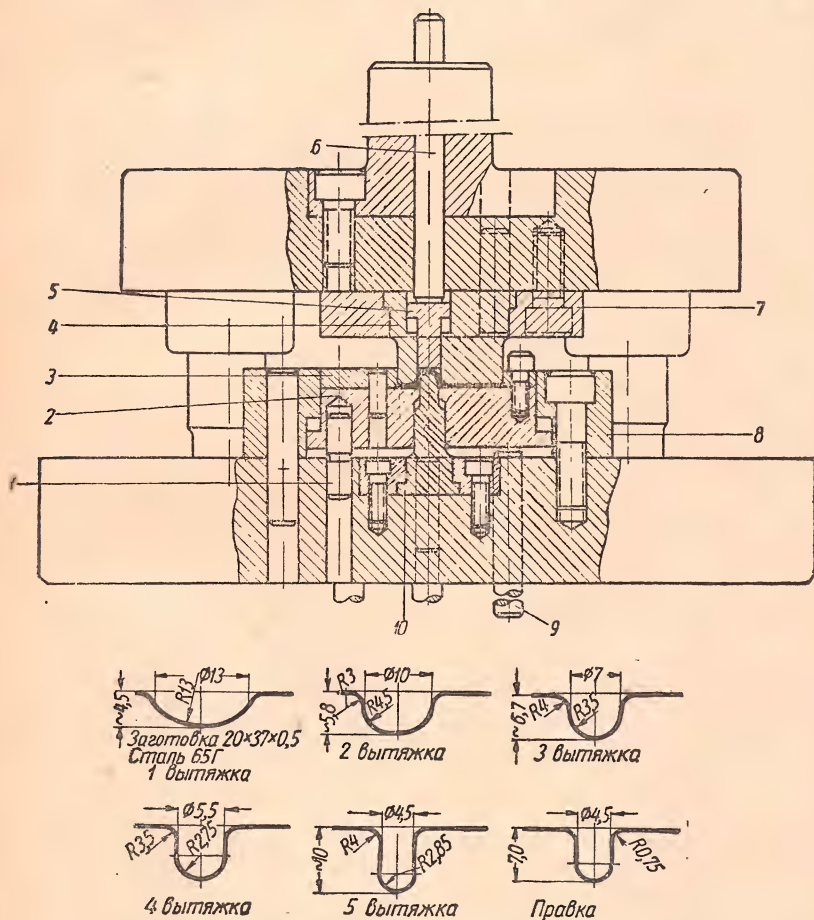 6
5
4
3
2
1
7
8
10
9
~4,5
Ø13
R13
Заготовка 20×37×0,5
Сталь 65Г
1 вытяжка
R3
~5,8
Ø10
R4,5
2 вытяжка
~6,7
R4
Ø7
R3,5
3 вытяжка
R3,5
Ø5,5
R2,75
4 вытяжка
~10
R4
Ø4,5
R2,85
5 вытяжка
7,0
Ø4,5
R0,75
Правка